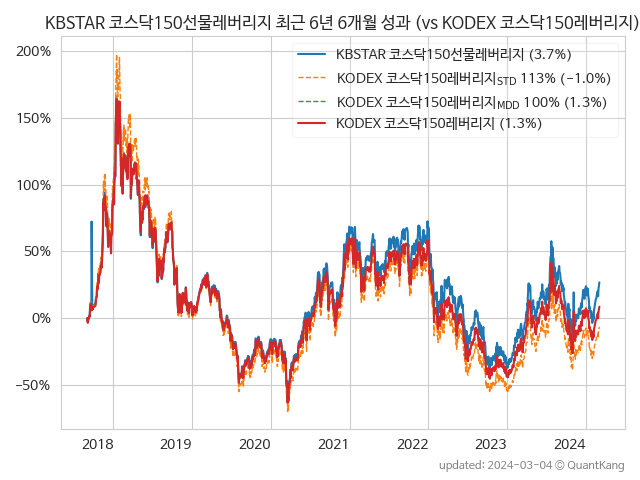 KBSTAR 코스닥150선물레버리지 최근 6년 6개월 성과 (vs KODEX 코스닥150레버리지)
200%
150%
100%
50%
0%
−50%
KBSTAR 코스닥150선물레버리지 (3.7%)
KODEX 코스닥150레버리지STD 113% (−1.0%)
KODEX 코스닥150레버리지MDD 100% (1.3%)
KODEX 코스닥150레버리지 (1.3%)
2018 2019 2020 2021 2022 2023 2024
updated: 2024-03-04 ⓒ QuantKang